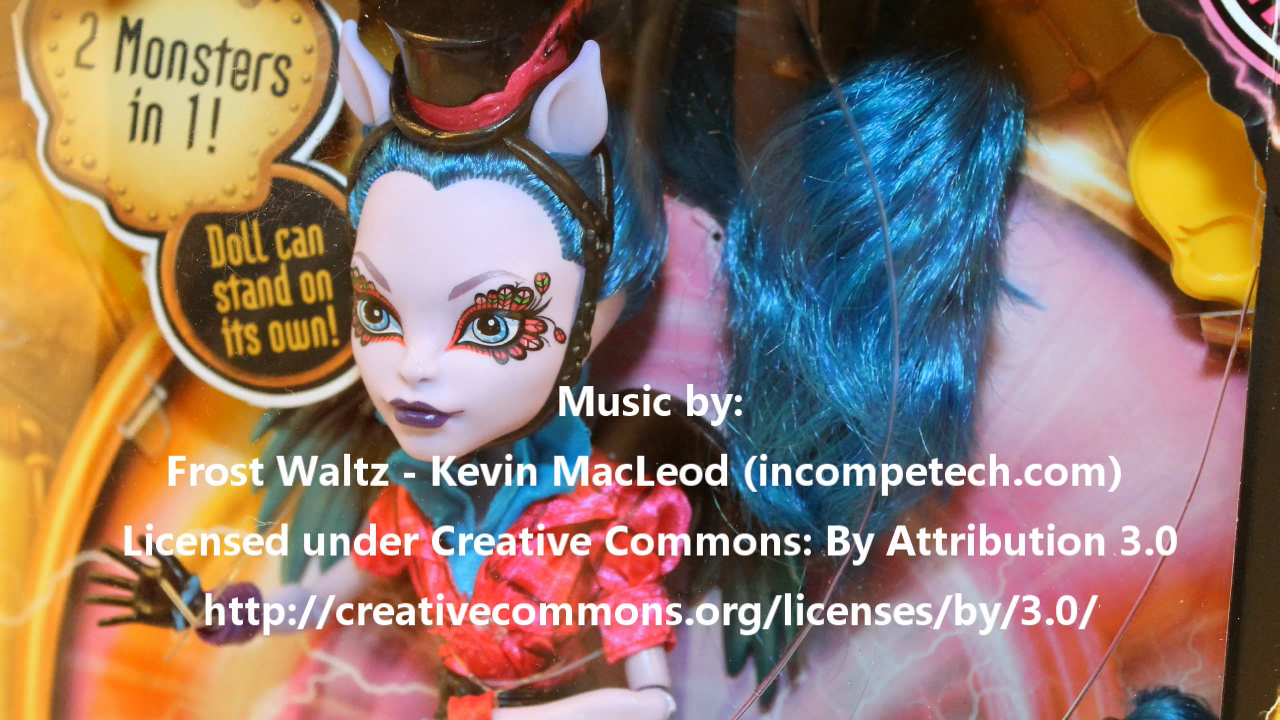 2 Monsters
in 1!
Doll can
stand on
its own!
Music by:
Frost Waltz - Kevin MacLeod (incompetech.com)
Licensed under Creative Commons: By Attribution 3.0
http://creativecommons.org/licenses/by/3.0/